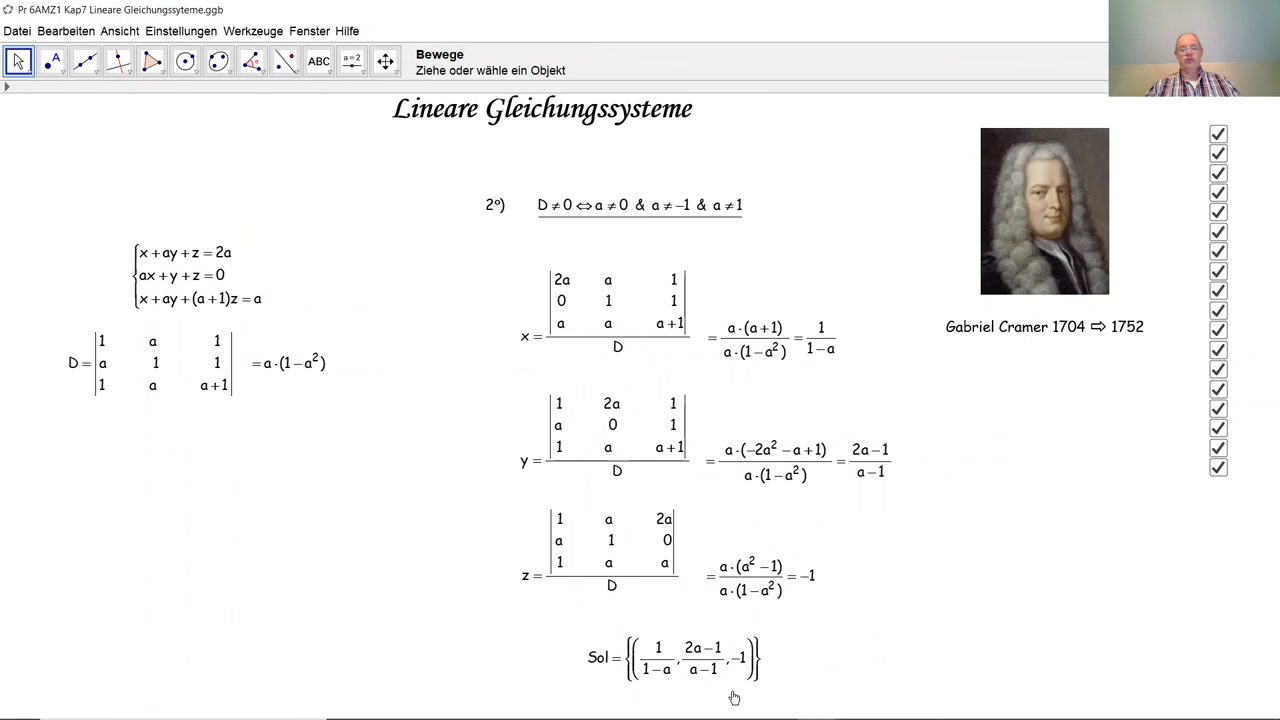 Pr 6AMZ1 Kap7 Lineare Gleichungssyteme.ggb
Datei Bearbeiten Ansicht Einstellungen Werkzeuge Fenster Hilfe
A
ABC
a=2
Bewege
Ziehe oder wähle ein Objekt
Lineare Gleichungssysteme
2°) D ≠ 0 ⇔ a ≠ 0 & a ≠ −1 & a ≠ 1
x + ay + z = 2a
ax + y + z = 0
x + ay + (a + 1)z = a
D = | 1 a 1 |
| a 1 1 | = a·(1 − a²)
| 1 a a + 1 |
| 2a a 1 |
| 0 1 1 |
| a a a + 1 |
x = / D = a·(a + 1) / a·(1 − a²) = 1 / 1 − a
| 1 2a 1 |
| a 0 1 |
| 1 a a + 1 |
y = / D = a·(−2a² − a + 1) / a·(1 − a²) = 2a − 1 / a − 1
| 1 a 2a |
| a 1 0 |
| 1 a a |
z = / D = a·(a² − 1) / a·(1 − a²) = −1
Sol = {(1 / 1 − a, 2a − 1 / a − 1, −1)}
Gabriel Cramer 1704 ⇨ 1752